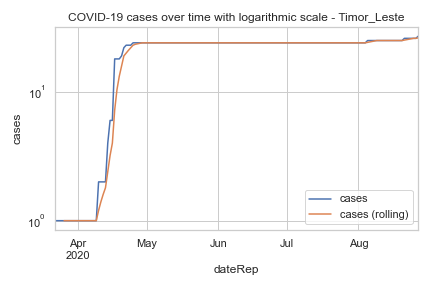 COVID-19 cases over time with logarithmic scale - Timor_Leste
cases
10¹
10⁰
cases
cases (rolling)
Apr
2020
May
Jun
Jul
Aug
dateRep